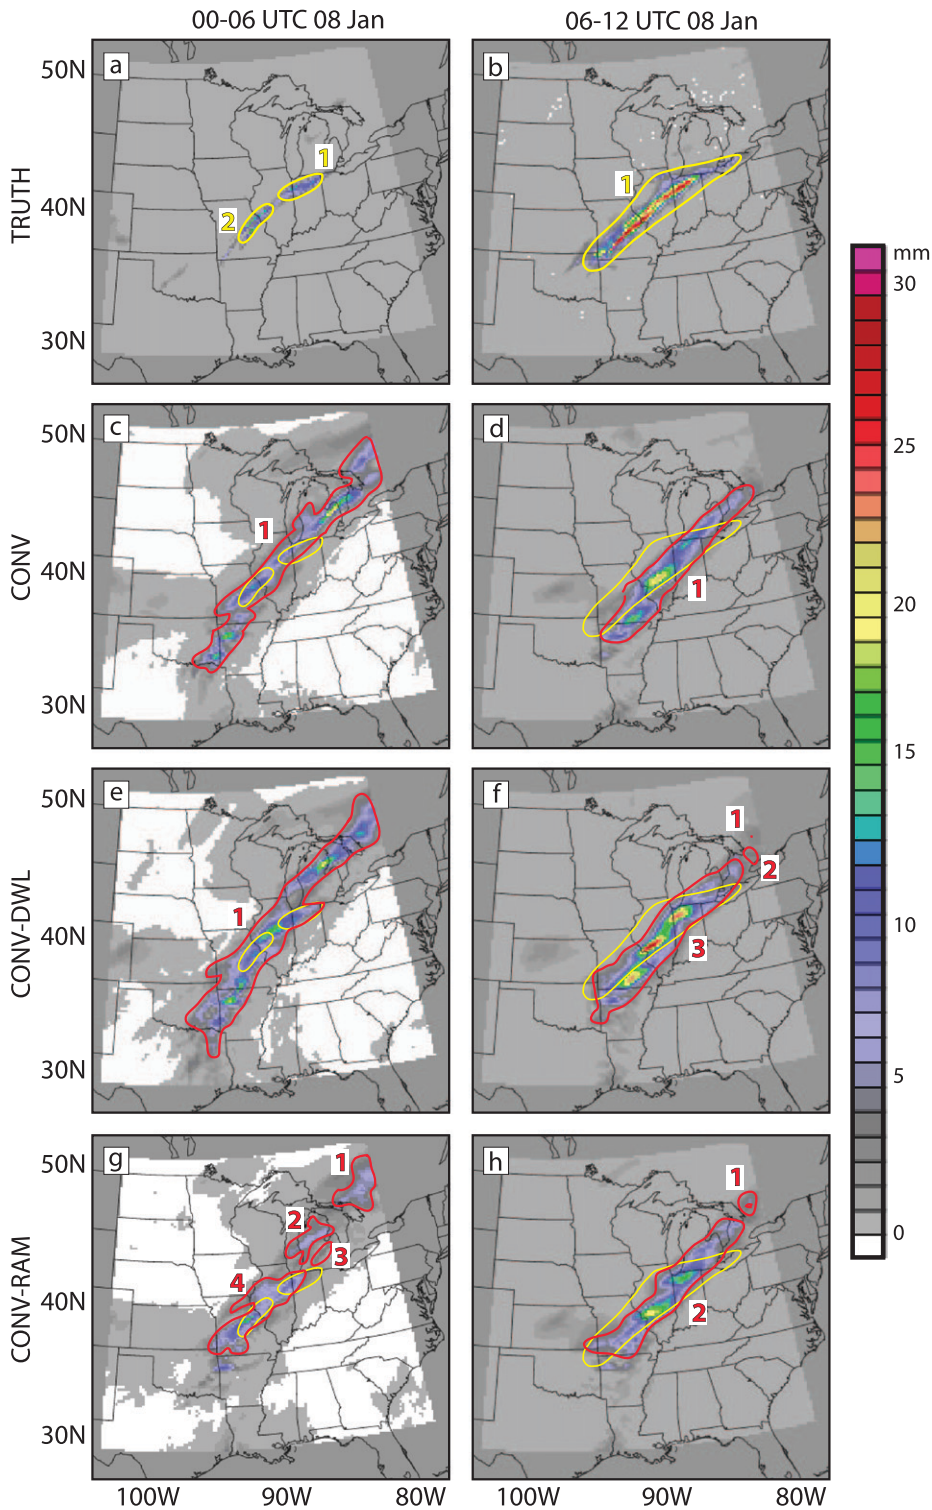 00-06 UTC 08 Jan
06-12 UTC 08 Jan
a
1
2
50N
40N
30N
TRUTH
b
1
c
1
50N
40N
30N
CONV
d
1
mm
30
25
20
15
10
5
0
e
1
50N
40N
30N
CONV-DWL
f
1
2
3
g
1
2
3
4
50N
40N
30N
CONV-RAM
h
1
2
100W
90W
80W
100W
90W
80W